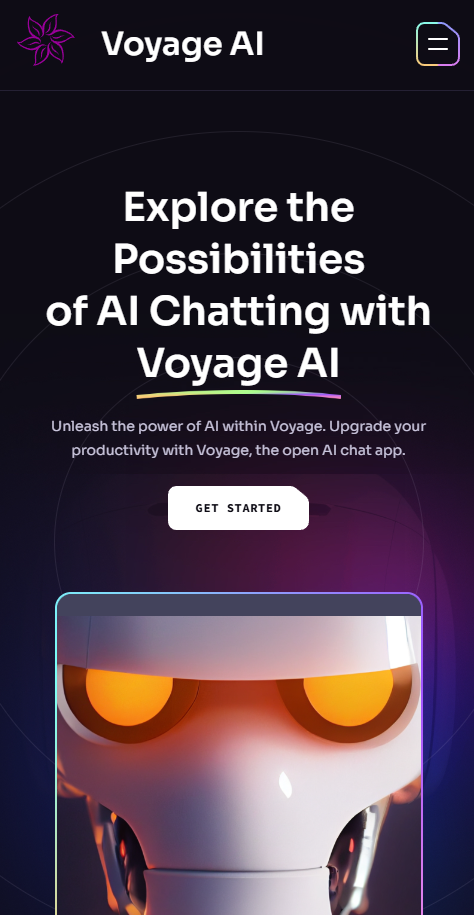 Voyage AI
Explore the
Possibilities
of AI Chatting with
Voyage AI
Unleash the power of AI within Voyage. Upgrade your
productivity with Voyage, the open AI chat app.
GET STARTED